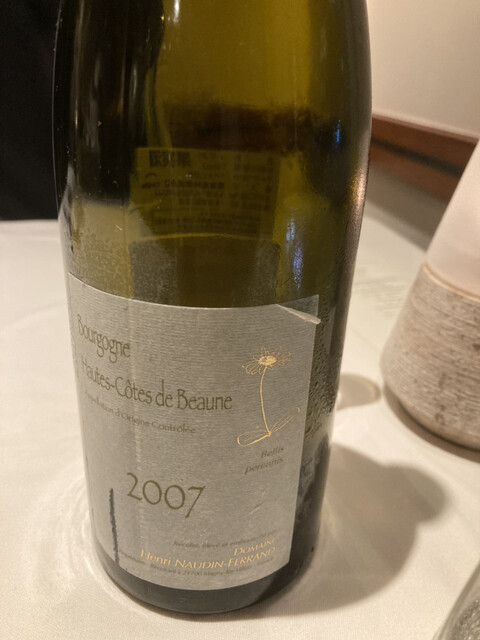 Bourgogne
Hautes-Côtes de Beaune
Appellation d'Origine Contrôlée
Bellis
perennis
2007
DOMAINE
Henri NAUDIN-FERRAND